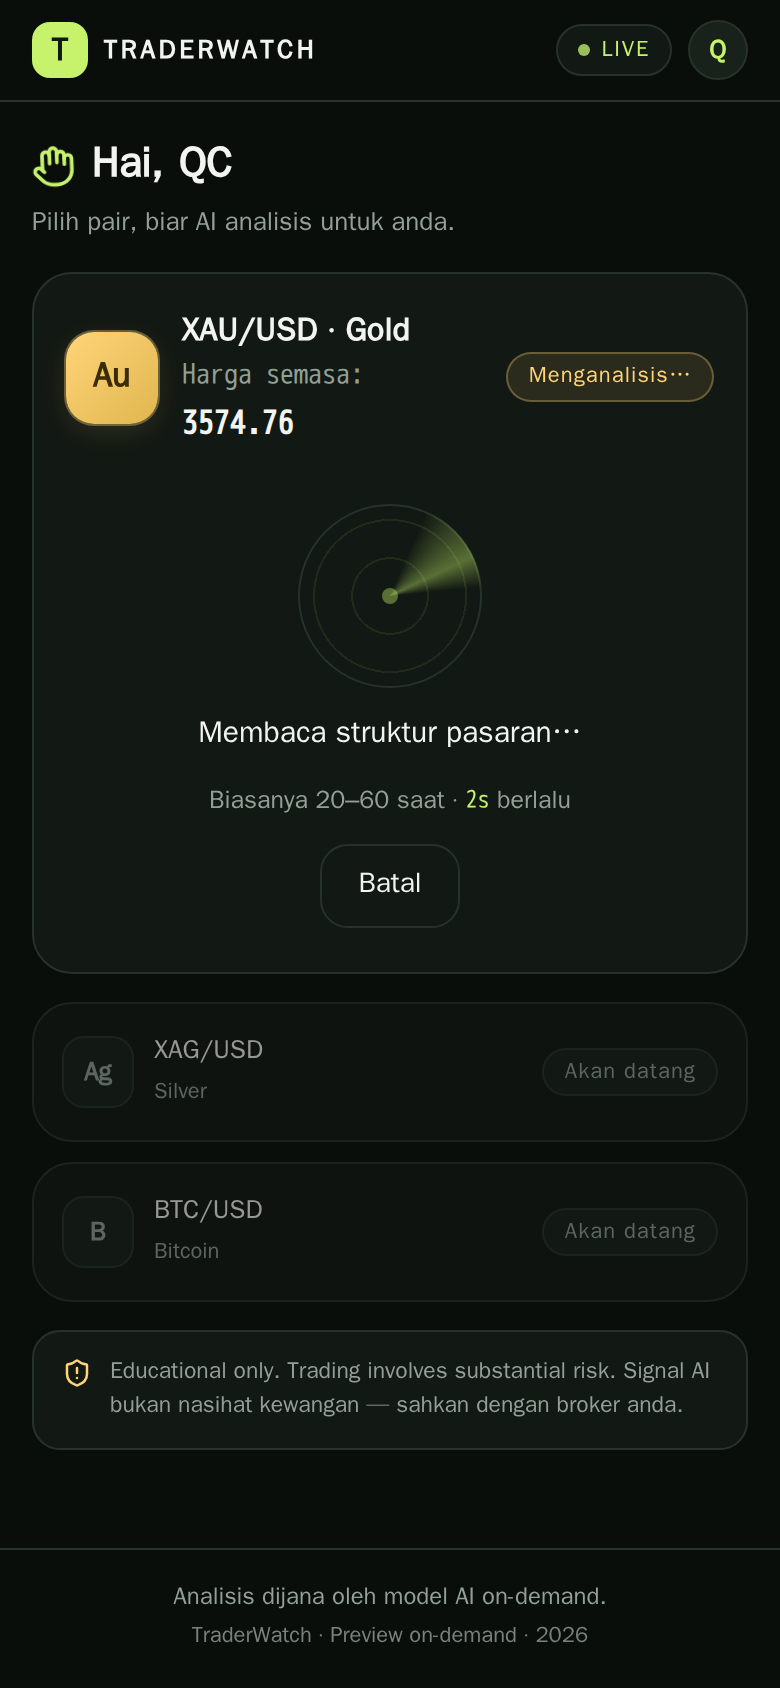 T TRADERWATCH LIVE Q
Hai, QC
Pilih pair, biar AI analisis untuk anda.
Au
XAU/USD · Gold
Harga semasa:
3574.76
Menganalisis···
Membaca struktur pasaran···
Biasanya 20–60 saat · 2s berlalu
Batal
Ag
XAG/USD
Silver
Akan datang
B
BTC/USD
Bitcoin
Akan datang
Educational only. Trading involves substantial risk. Signal AI
bukan nasihat kewangan — sahkan dengan broker anda.
Analisis dijana oleh model AI on-demand.
TraderWatch · Preview on-demand · 2026